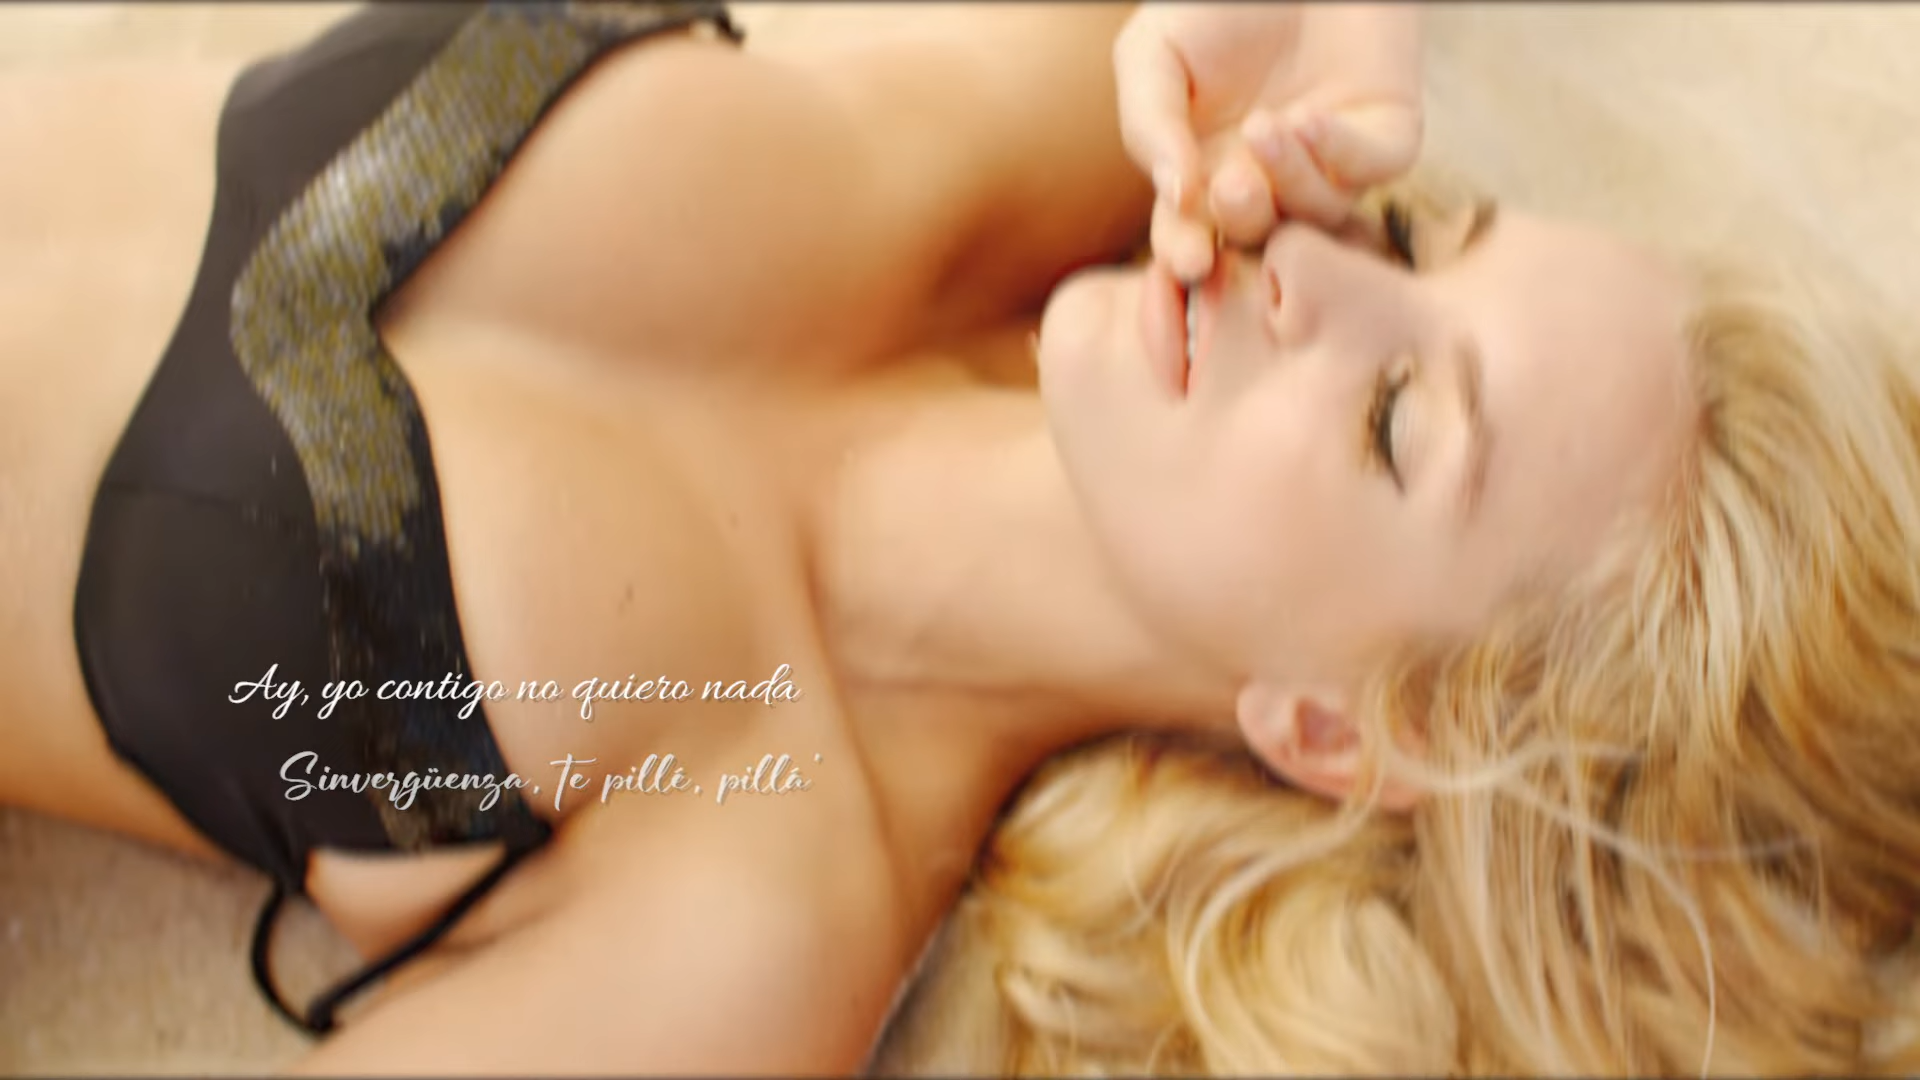 Ay, yo contigo no quiero nada
Sinvergüenza, te pillé, pillá'